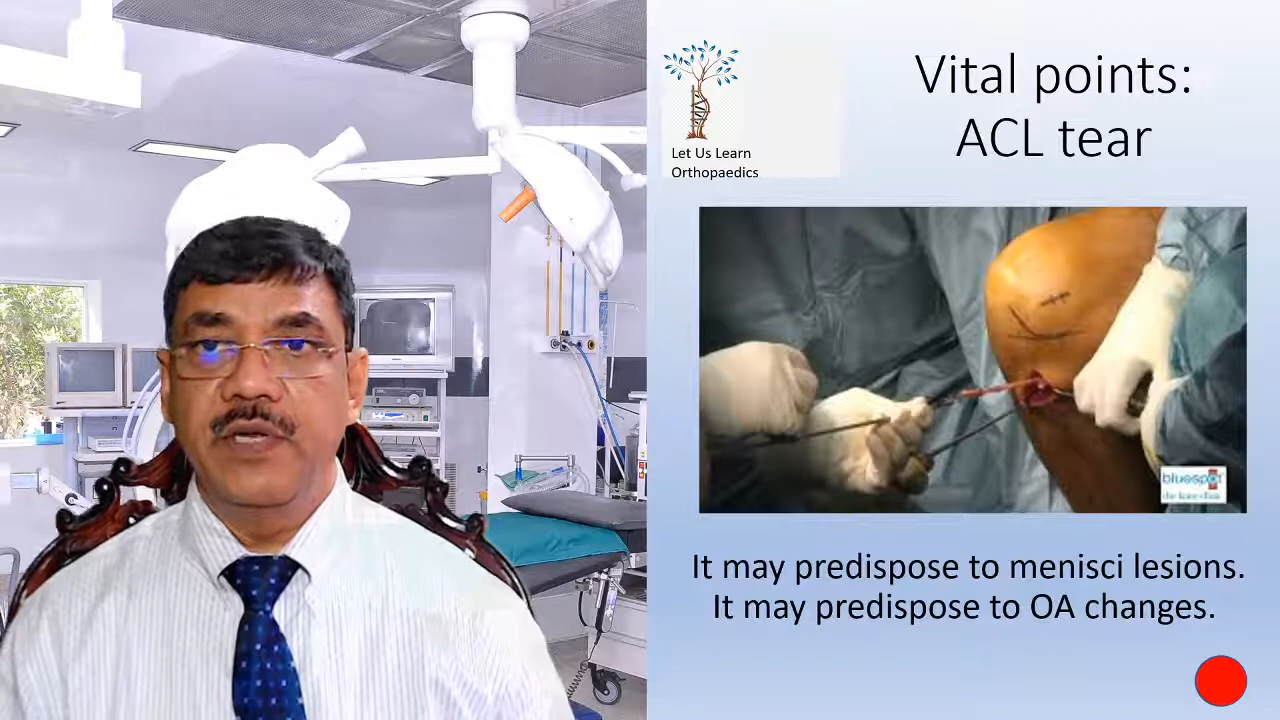 Let Us Learn
Orthopaedics
Vital points:
ACL tear
bluespot
It may predispose to menisci lesions.
It may predispose to OA changes.